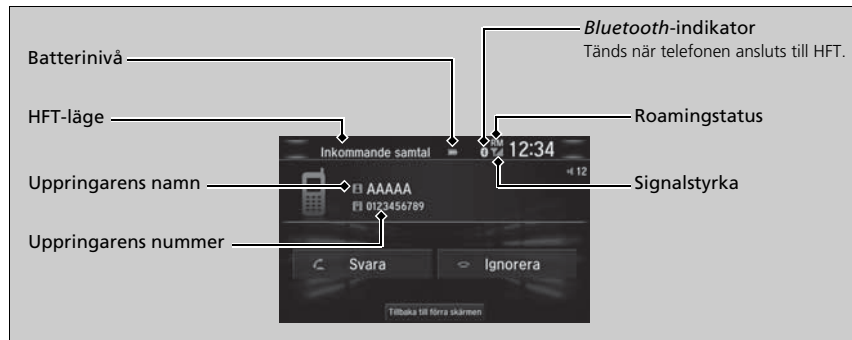 Bluetooth-indikator
Tänds när telefonen ansluts till HFT.
Batterinivå
HFT-läge
Roamingstatus
Uppringarens namn
Signalstyrka
Uppringarens nummer
Inkommande samtal
RM
12:34
12
AAAAA
0123456789
Svara
Ignorera
Tillbaka till förra skärmen